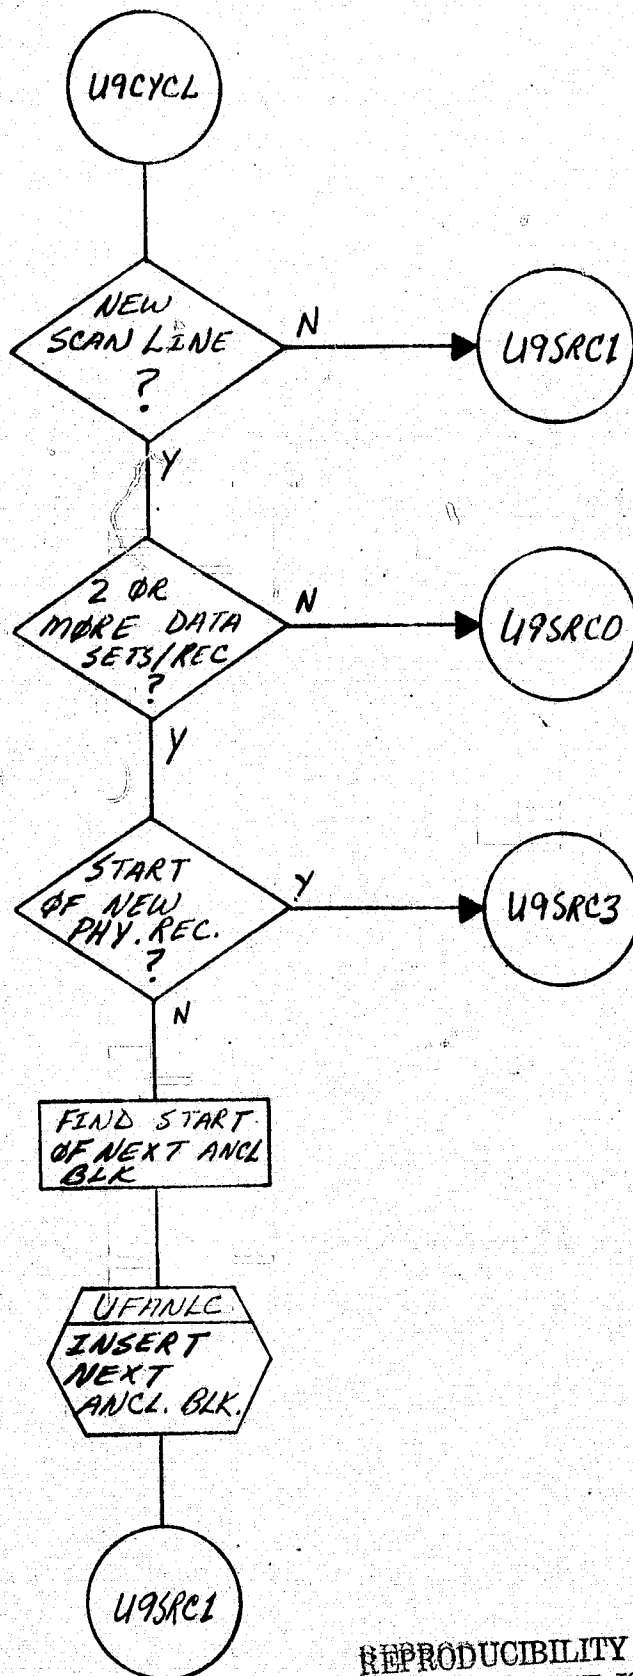 U9CYCL
NEW
SCAN LINE
?
N
U9SRC1
Y
2 ØR
MØRE DATA
SETS/REC
?
N
U9SRC0
Y
START
ØF NEW
PHY. REC.
?
Y
U9SRC3
N
FIND START
ØF NEXT ANCL
BLK
UFANLC
INSERT
NEXT
ANCL. BLK.
U9SRC1
REPRODUCIBILITY